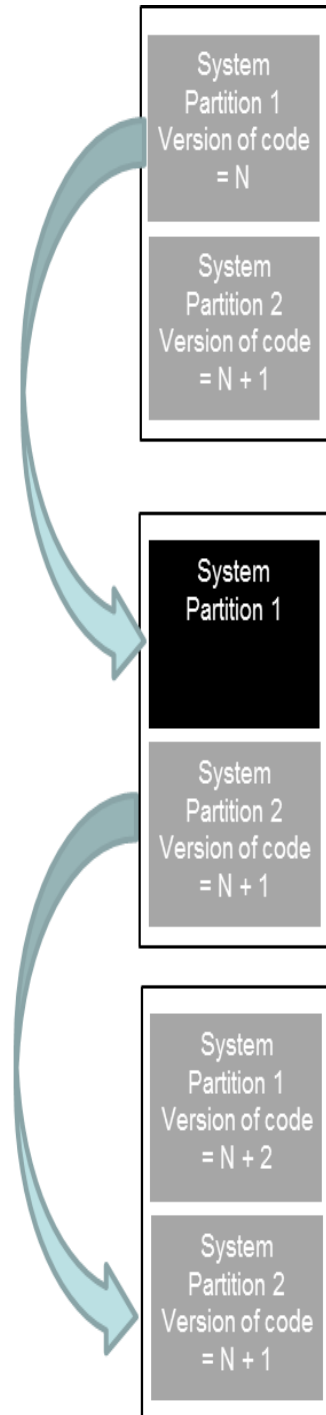 System
Partition 1
Version of code
= N
System
Partition 2
Version of code
= N + 1
System
Partition 1
System
Partition 2
Version of code
= N + 1
System
Partition 1
Version of code
= N + 2
System
Partition 2
Version of code
= N + 1